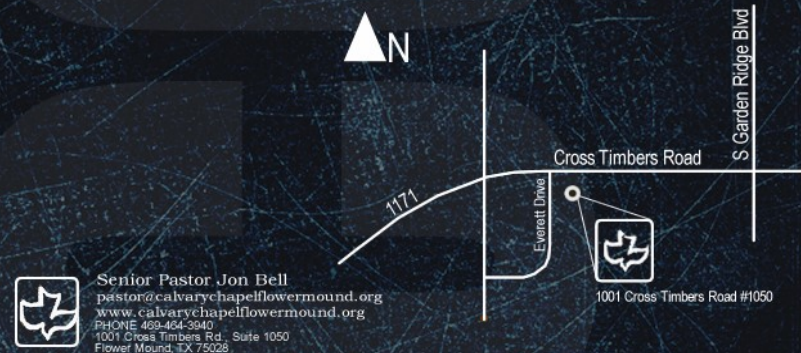 N
S Garden Ridge Blvd
Cross Timbers Road
1171
Everett Drive
1001 Cross Timbers Road #1050
Senior Pastor Jon Bell
pastor@calvarychapelflowermound.org
www.calvarychapelflowermound.org
PHONE 469-464-3940
1001 Cross Timbers Rd., Suite 1050
Flower Mound, TX 75028